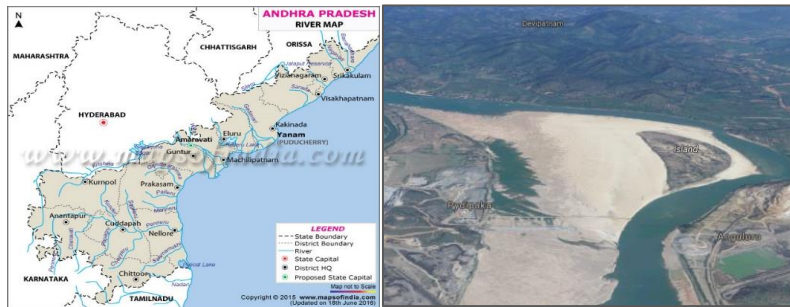 ANDHRA PRADESH
RIVER MAP
N
MAHARASHTRA
CHHATTISGARH
ORISSA
Vizianagaram
Srikakulam
Visakhapatnam
HYDERABAD
Kakinada
Yanam
(PUDUCHERRY)
Eluru
Amaravati
Guntur
Machilipatnam
www.mapsofindia.com
Kurnool
Prakasam
Anantapur
Cuddapah
Nellore
Chittoor
KARNATAKA
TAMILNADU
LEGEND
State Boundary
District Boundary
River
State Capital
District HQ
Proposed State Capital
Map not to Scale
Copyright © 2015 www.mapsofindia.com
(Updated on 18th June 2016)
Devipatnam
Island
Pydipaka
Anguluru